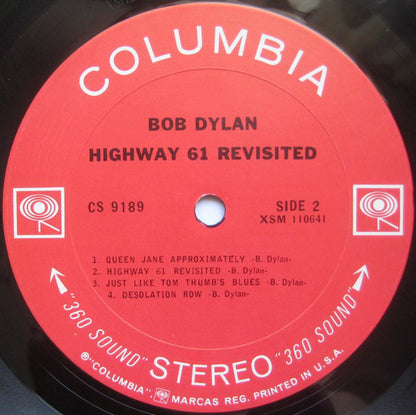 COLUMBIA
BOB DYLAN
HIGHWAY 61 REVISITED
CS 9189
SIDE 2
XSM 110641
1. QUEEN JANE APPROXIMATELY -B. Dylan-
2. HIGHWAY 61 REVISITED -B. Dylan-
3. JUST LIKE TOM THUMB'S BLUES -B. Dylan-
4. DESOLATION ROW -B. Dylan-
"360 SOUND" STEREO "360 SOUND"
® "COLUMBIA", MARCAS REG. PRINTED IN U.S.A.